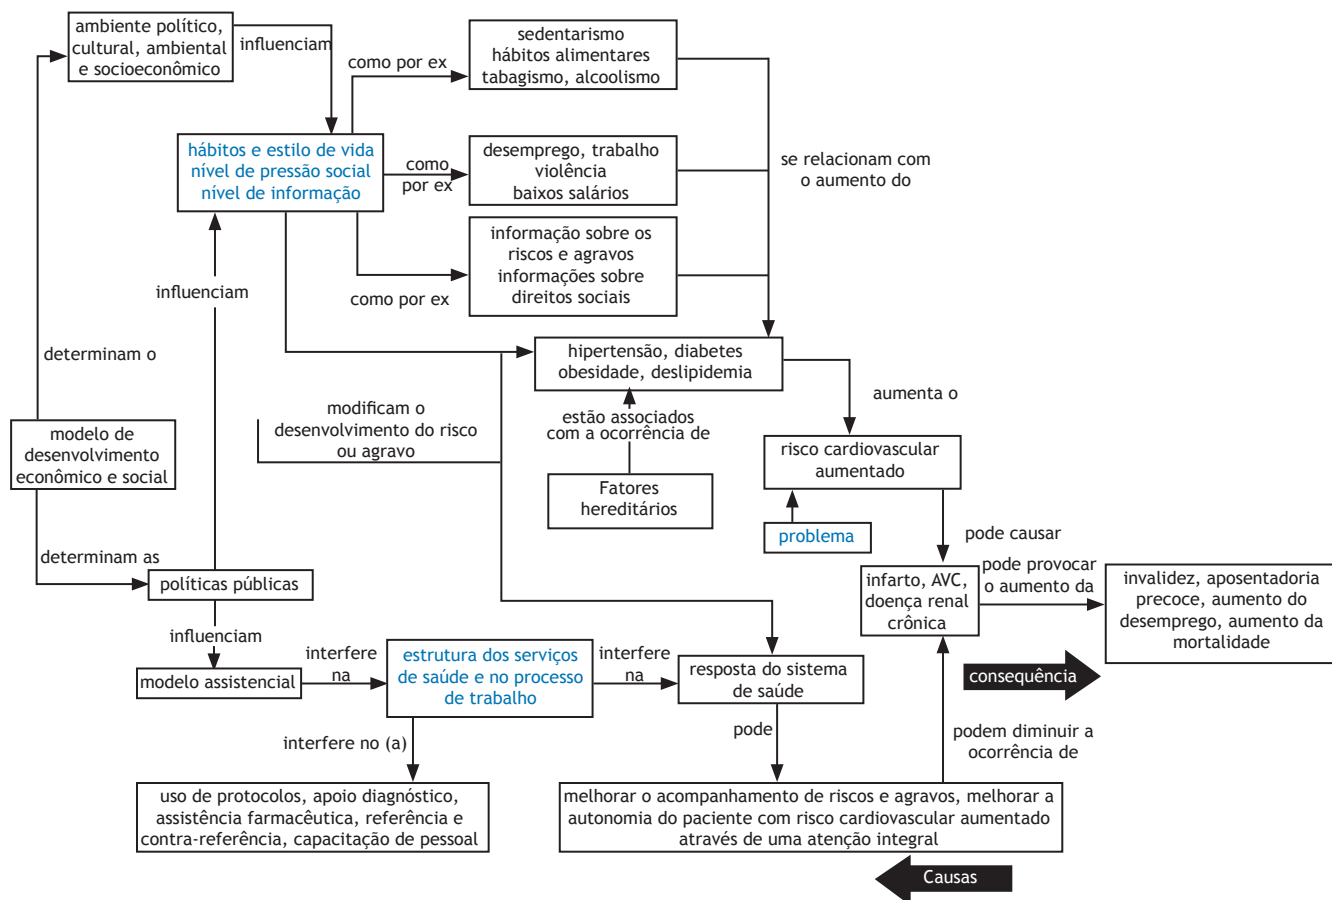 ambiente político,
cultural, ambiental
e socioeconômico
influenciam
como por ex
sedentarismo
hábitos alimentares
tabagismo, alcoolismo
hábitos e estilo de vida
nível de pressão social
nível de informação
como
por ex
desemprego, trabalho
violência
baixos salários
se relacionam com
o aumento do
influenciam
como por ex
informação sobre os
riscos e agravos
informações sobre
direitos sociais
determinam o
hipertensão, diabetes
obesidade, deslipidemia
aumenta o
modificam o
desenvolvimento do risco
ou agravo
estão associados
com a ocorrência de
modelo de
desenvolvimento
econômico e social
risco cardiovascular
aumentado
Fatores
hereditários
problema
pode causar
determinam as
políticas públicas
infarto, AVC,
doença renal
crônica
pode provocar
o aumento da
invalidez, aposentadoria
precoce, aumento do
desemprego, aumento da
mortalidade
influenciam
modelo assistencial
interfere
na
estrutura dos serviços
de saúde e no processo
de trabalho
interfere
na
resposta do sistema
de saúde
consequência
interfere no (a)
pode
podem diminuir a
ocorrência de
uso de protocolos, apoio diagnóstico,
assistência farmacêutica, referência e
contra-referência, capacitação de pessoal
melhorar o acompanhamento de riscos e agravos, melhorar a
autonomia do paciente com risco cardiovascular aumentado
através de uma atenção integral
Causas